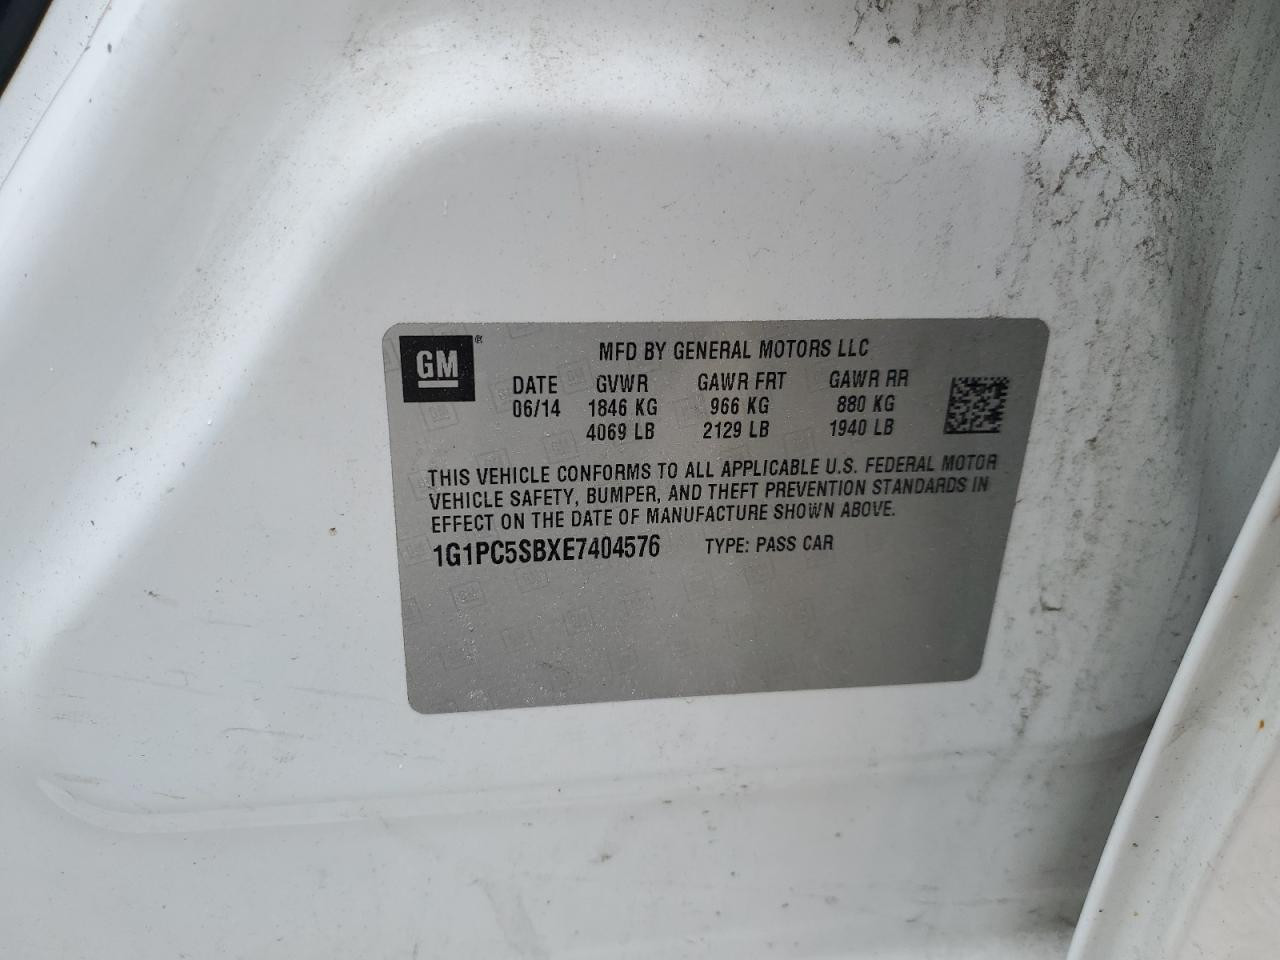 GM®
MFD BY GENERAL MOTORS LLC
DATE GVWR GAWR FRT GAWR RR
06/14 1846 KG 966 KG 880 KG
4069 LB 2129 LB 1940 LB
THIS VEHICLE CONFORMS TO ALL APPLICABLE U.S. FEDERAL MOTOR
VEHICLE SAFETY, BUMPER, AND THEFT PREVENTION STANDARDS IN
EFFECT ON THE DATE OF MANUFACTURE SHOWN ABOVE.
1G1PC5SBXE7404576 TYPE: PASS CAR